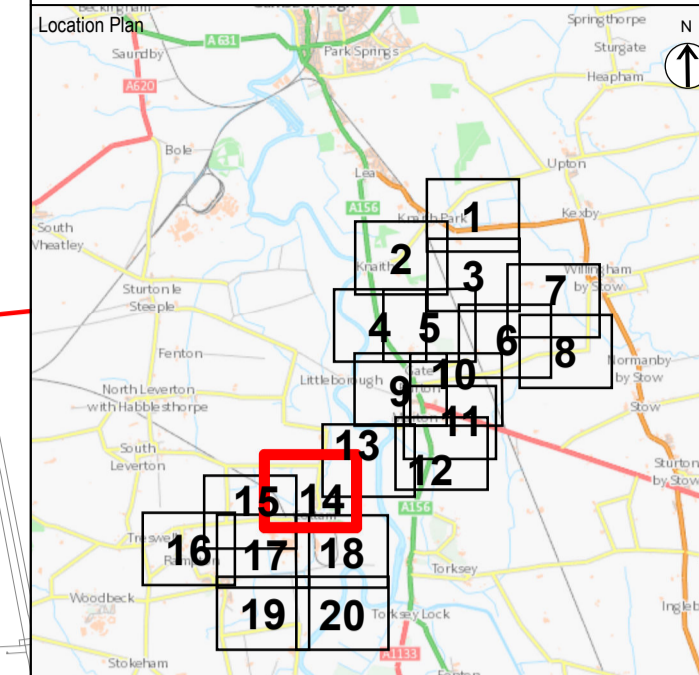 Location Plan
N
Beckingham
Springthorpe
A 631
Park Springs
Sturgate
Saundby
Heapham
A620
Bole
Upton
Lea
A156
Kexby
Knaith Park
1
South
Wheatley
2
Knaith
3
Willingham
by Stow
7
Sturton le
Steeple
4
5
6
8
Fenton
Normanby
by Stow
Littleborough
Gate
10
9
North Leverton
with Habblesthorpe
Stow
11
13
South
Leverton
12
Sturton
by Stow
14
15
A156
Treswell
16
17
18
Torksey
Woodbeck
19
20
Torksey Lock
A1133
Stokeham
Fenton